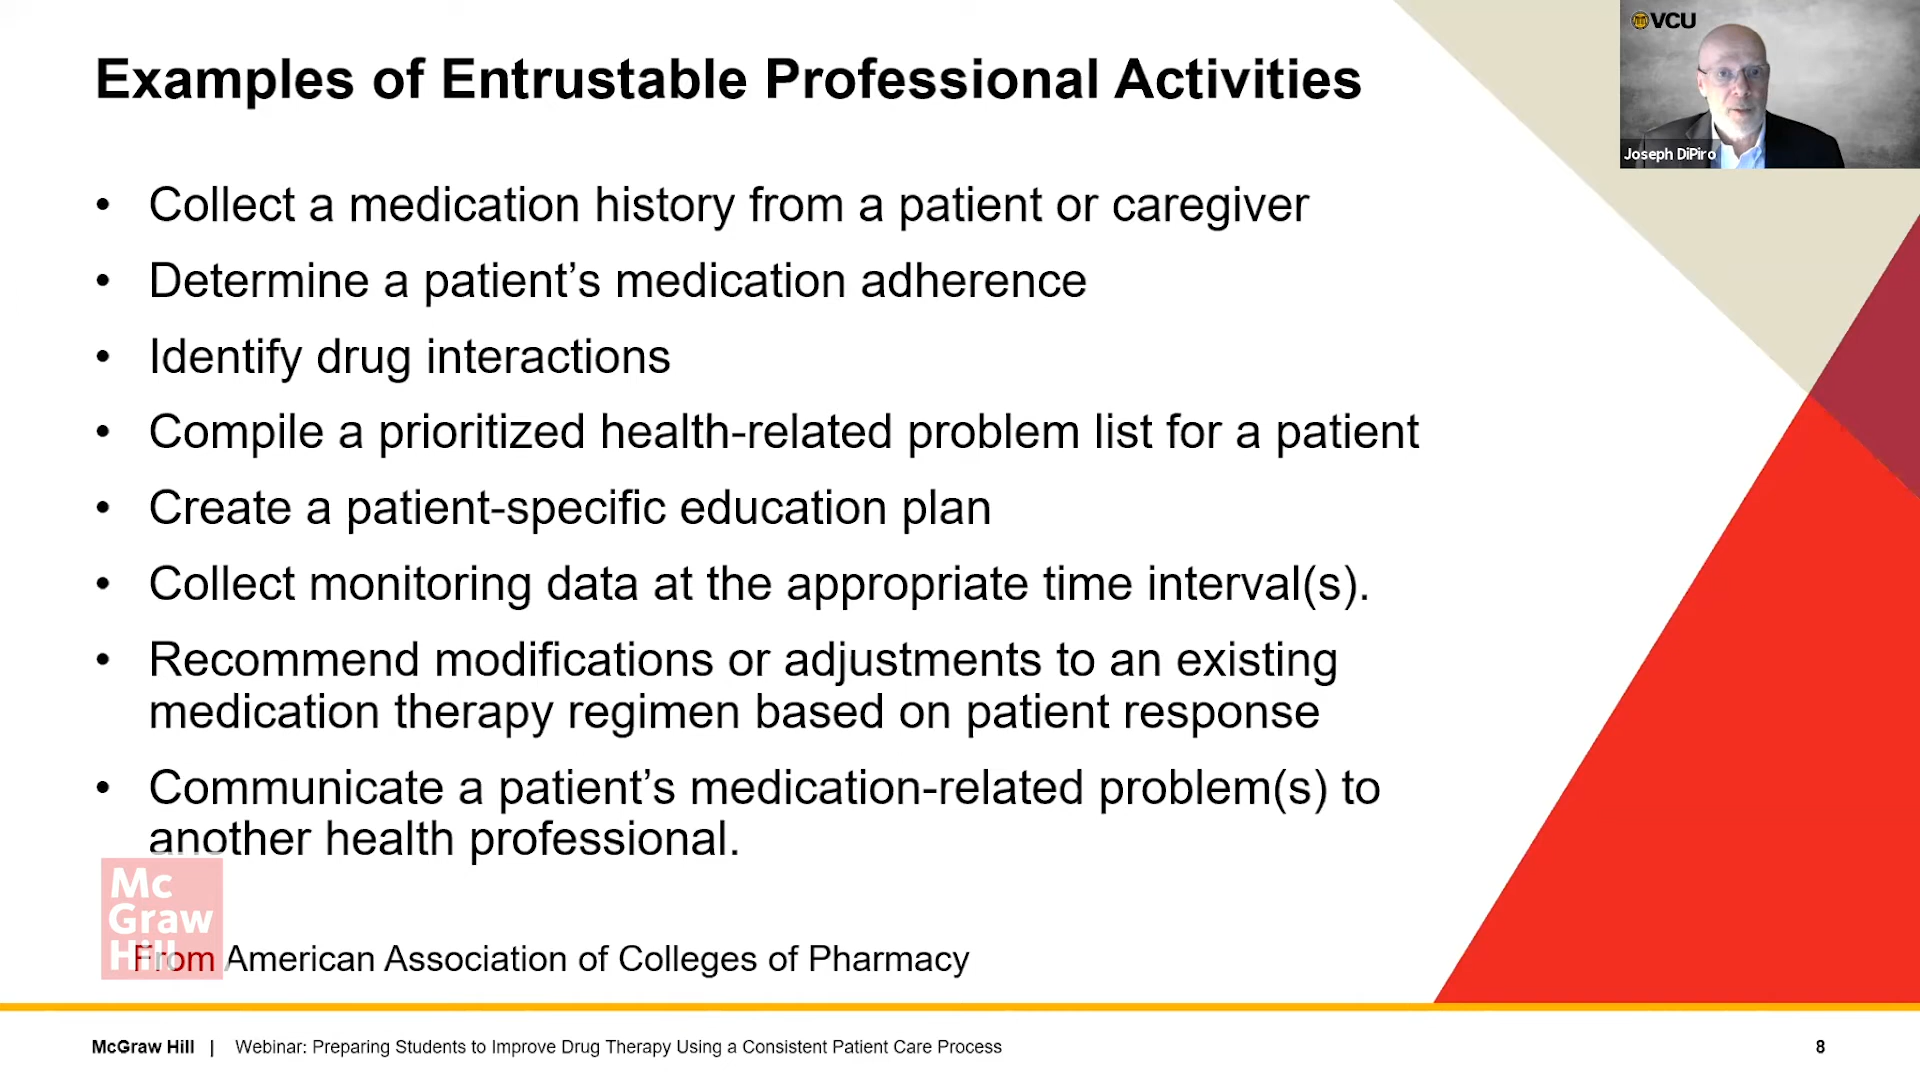 VCU
Joseph DiPiro
Examples of Entrustable Professional Activities
• Collect a medication history from a patient or caregiver
• Determine a patient’s medication adherence
• Identify drug interactions
• Compile a prioritized health-related problem list for a patient
• Create a patient-specific education plan
• Collect monitoring data at the appropriate time interval(s).
• Recommend modifications or adjustments to an existing
medication therapy regimen based on patient response
• Communicate a patient’s medication-related problem(s) to
another health professional.
Mc
Graw
Hill
From American Association of Colleges of Pharmacy
McGraw Hill | Webinar: Preparing Students to Improve Drug Therapy Using a Consistent Patient Care Process
8